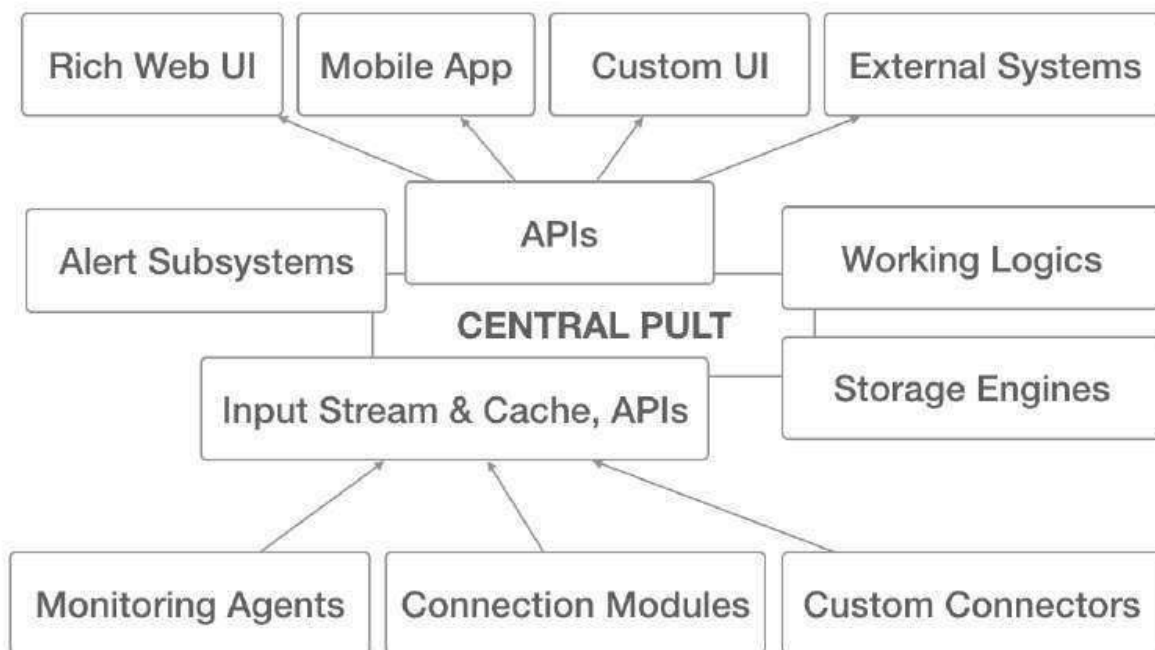 Rich Web UI
Mobile App
Custom UI
External Systems
APIs
Alert Subsystems
Working Logics
CENTRAL PULT
Storage Engines
Input Stream & Cache, APIs
Monitoring Agents
Connection Modules
Custom Connectors